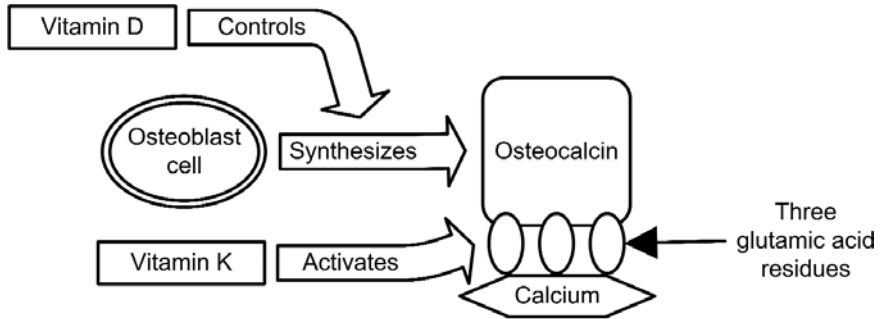 Vitamin D
Controls
Osteoblast
cell
Synthesizes
Osteocalcin
Three
glutamic acid
residues
Vitamin K
Activates
Calcium